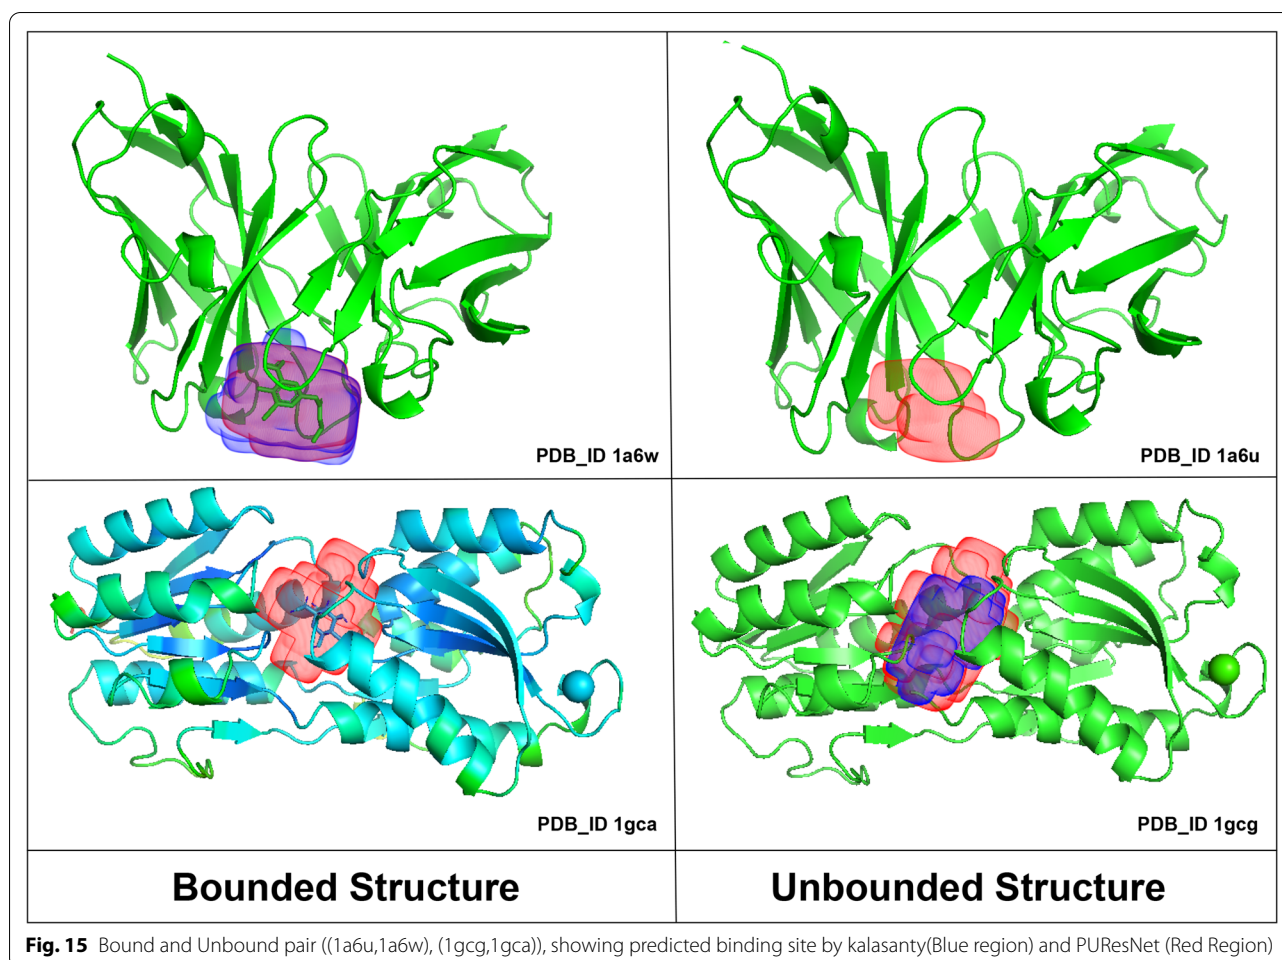 PDB_ID 1a6w
PDB_ID 1a6u
PDB_ID 1gca
PDB_ID 1gcg
Bounded Structure
Unbounded Structure
Fig. 15 Bound and Unbound pair ((1a6u,1a6w), (1gcg,1gca)), showing predicted binding site by kalasanty(Blue region) and PUResNet (Red Region)